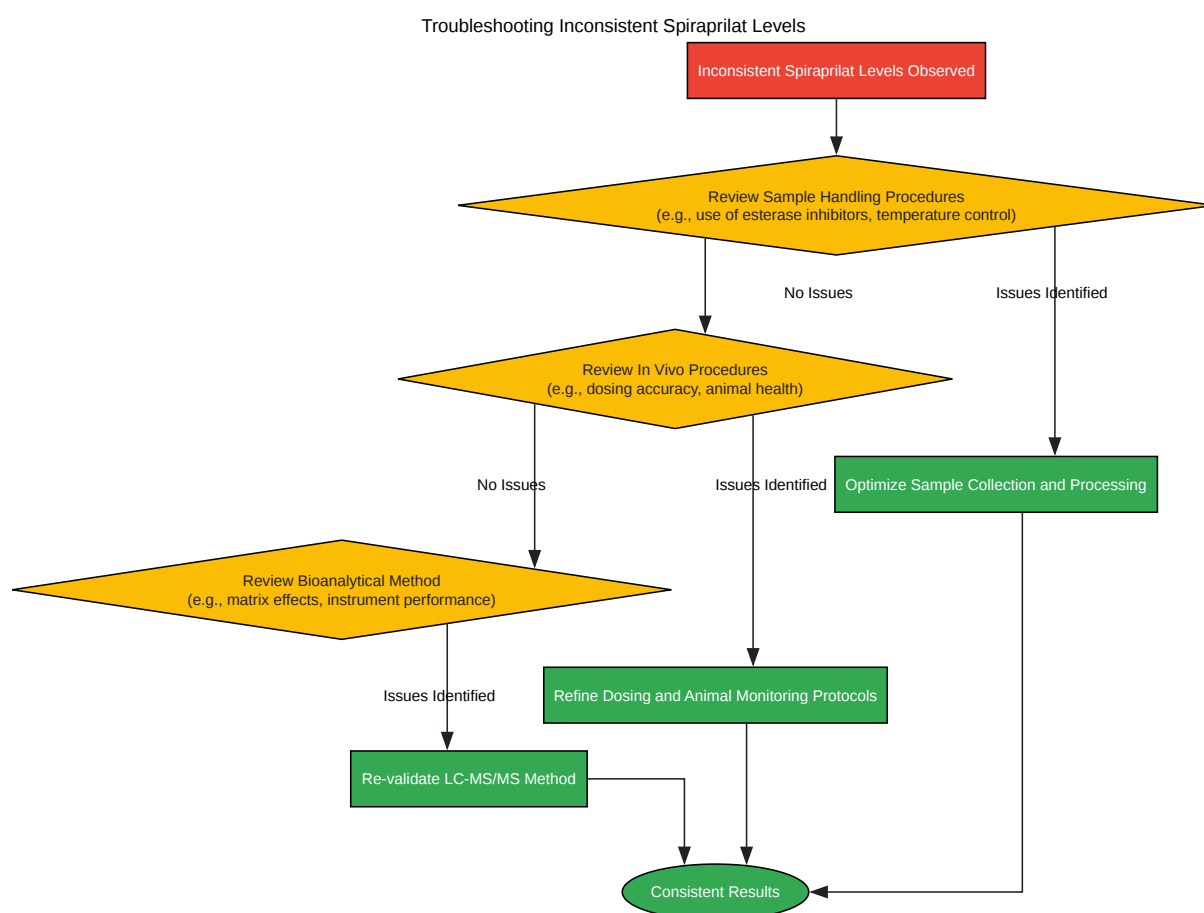 Troubleshooting Inconsistent Spiraprilat Levels
Inconsistent Spiraprilat Levels Observed
Review Sample Handling Procedures
(e.g., use of esterase inhibitors, temperature control)
No Issues
Issues Identified
Review In Vivo Procedures
(e.g., dosing accuracy, animal health)
No Issues
Issues Identified
Optimize Sample Collection and Processing
Review Bioanalytical Method
(e.g., matrix effects, instrument performance)
Issues Identified
Refine Dosing and Animal Monitoring Protocols
Re-validate LC-MS/MS Method
Consistent Results